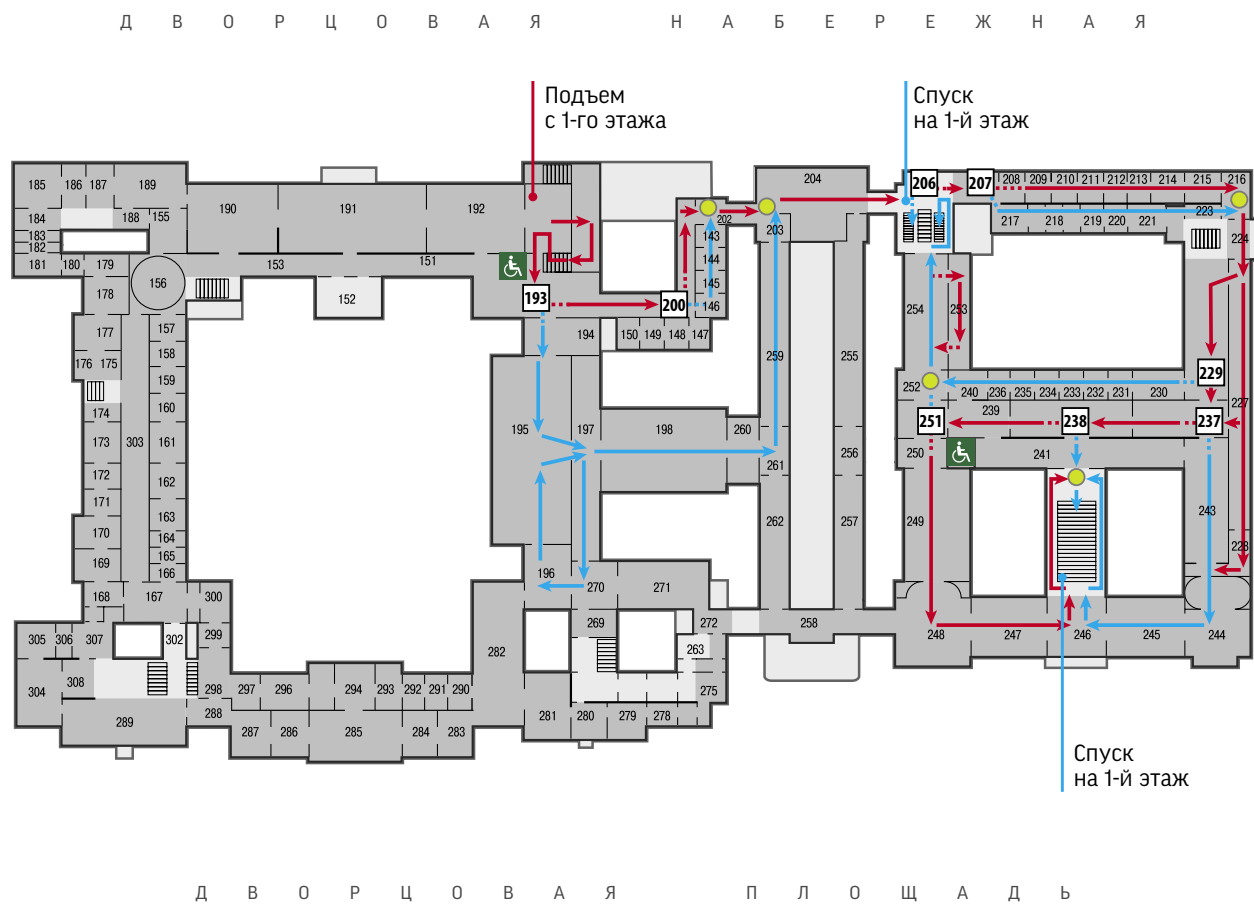 ДВОРЦОВАЯ НАБЕРЕЖНАЯ
Подъем
с 1-го этажа
Спуск
на 1-й этаж
185 186 187 189 204 206 207 208 209 210 211 212 213 214 215 216
184 188 155 190 191 192 202 203 217 218 219 220 221 223
183 143 224
182 144
181 180 179 153 151 145
156 178 152 193 200 146 254 253
177 157 194 150 149 148 147 259 255
176 175 158 229
159 252 240 236 235 234 233 232 231 230 227
174 160 239
303 173 161 195 197 198 260 251 238 237
172 162 261 256 250 241
171 163 262 257 249 243
170 164 228
169 165
166 196 270 271
168 167 300
305 306 307 302 299 269 272 258 248 247 246 245 244
304 308 282 263
298 297 296 294 293 292 291 290 275
289 288 287 286 285 284 283 281 280 279 278
Спуск
на 1-й этаж
ДВОРЦОВАЯ ПЛОЩАДЬ